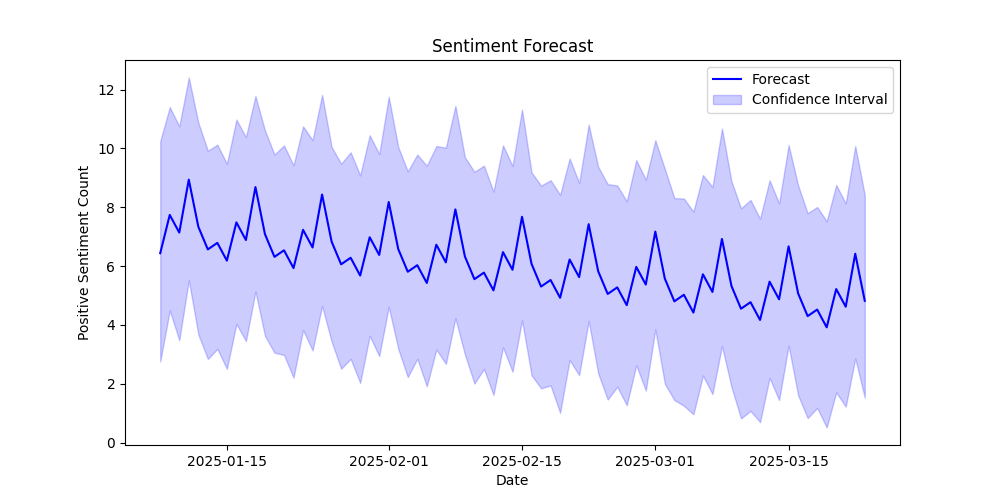 Sentiment Forecast
Forecast
Confidence Interval
12
10
8
6
4
2
0
Positive Sentiment Count
2025-01-15
2025-02-01
2025-02-15
2025-03-01
2025-03-15
Date